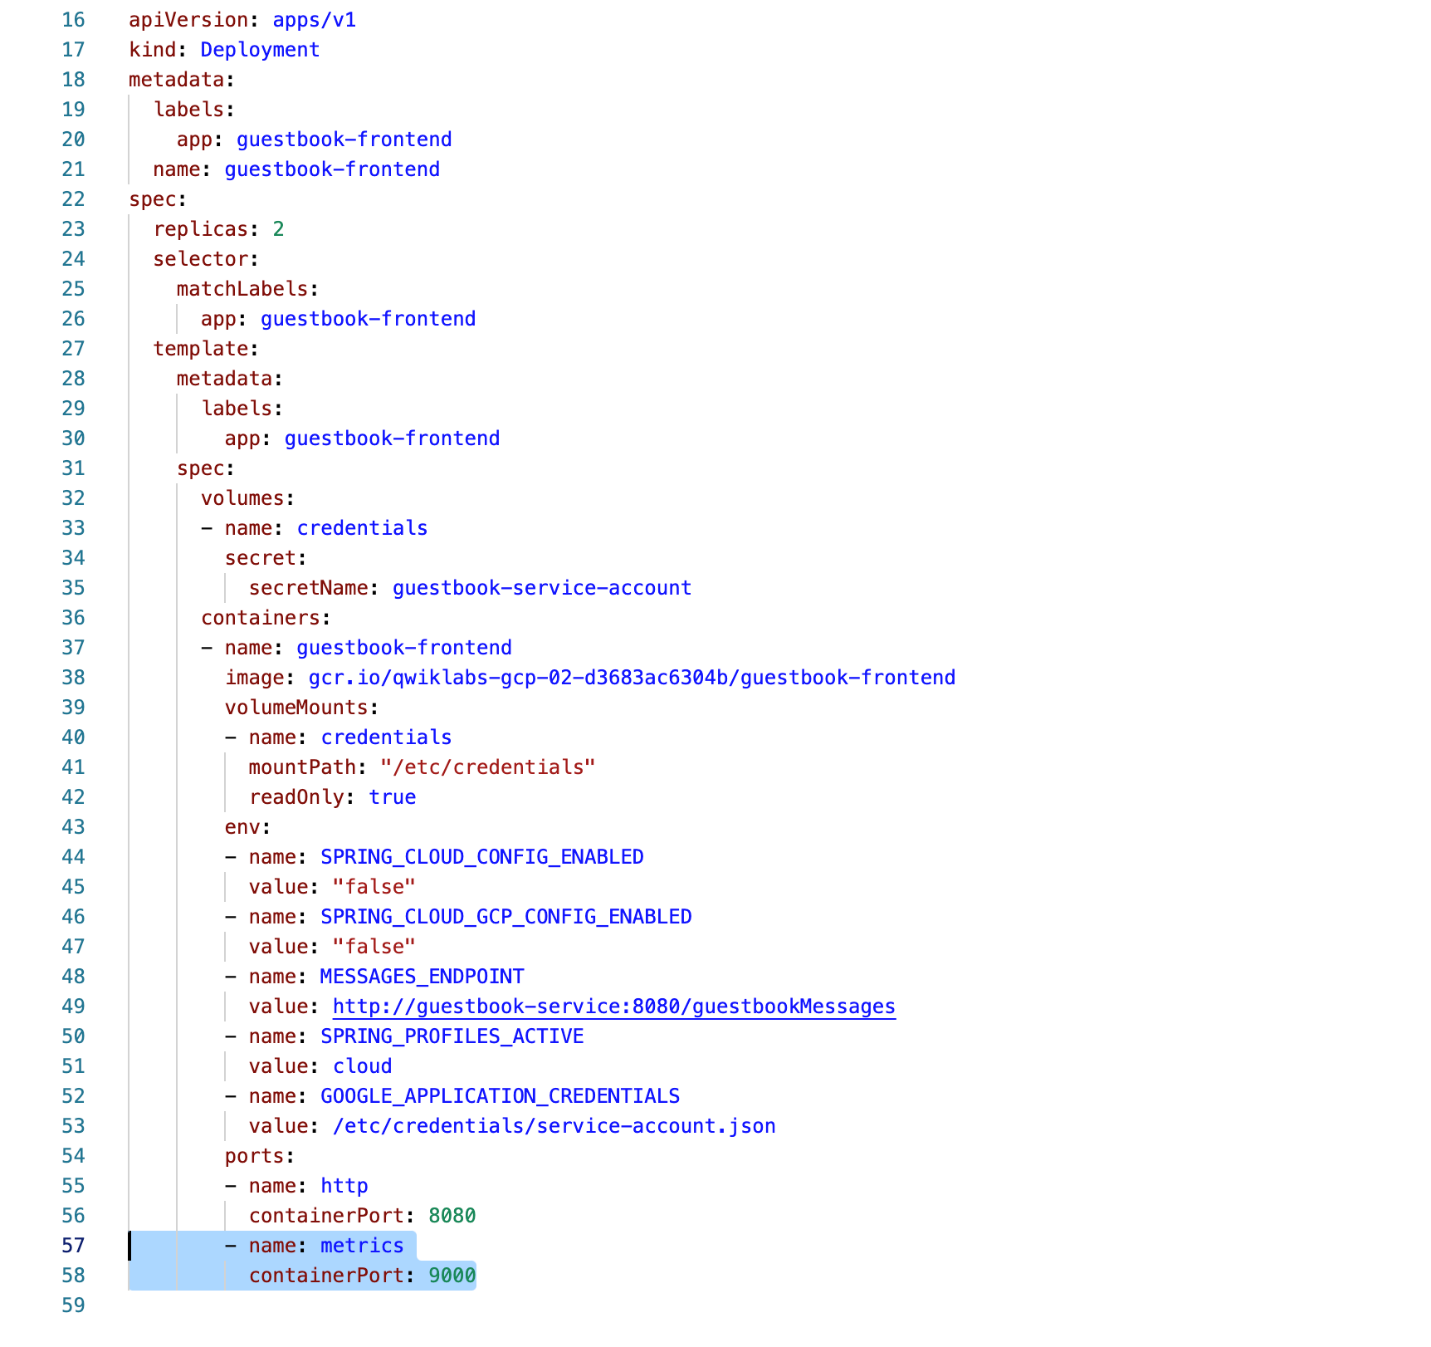 16 apiVersion: apps/v1
17 kind: Deployment
18 metadata:
19   labels:
20     app: guestbook-frontend
21   name: guestbook-frontend
22 spec:
23   replicas: 2
24   selector:
25     matchLabels:
26       app: guestbook-frontend
27   template:
28     metadata:
29       labels:
30         app: guestbook-frontend
31     spec:
32       volumes:
33       - name: credentials
34         secret:
35           secretName: guestbook-service-account
36       containers:
37       - name: guestbook-frontend
38         image: gcr.io/qwiklabs-gcp-02-d3683ac6304b/guestbook-frontend
39         volumeMounts:
40         - name: credentials
41           mountPath: "/etc/credentials"
42           readOnly: true
43         env:
44         - name: SPRING_CLOUD_CONFIG_ENABLED
45           value: "false"
46         - name: SPRING_CLOUD_GCP_CONFIG_ENABLED
47           value: "false"
48         - name: MESSAGES_ENDPOINT
49           value: http://guestbook-service:8080/guestbookMessages
50         - name: SPRING_PROFILES_ACTIVE
51           value: cloud
52         - name: GOOGLE_APPLICATION_CREDENTIALS
53           value: /etc/credentials/service-account.json
54         ports:
55         - name: http
56           containerPort: 8080
57         - name: metrics
58           containerPort: 9000
59